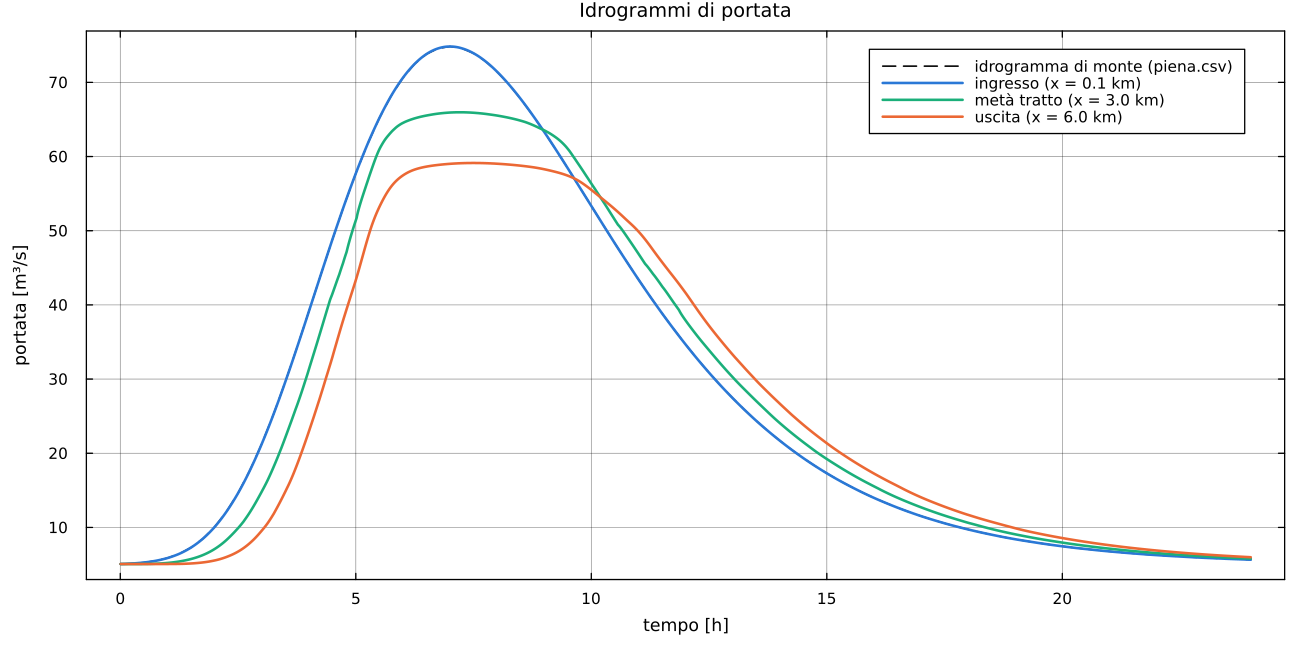 Idrogrammi di portata
idrogramma di monte (piena.csv)
ingresso (x = 0.1 km)
metà tratto (x = 3.0 km)
uscita (x = 6.0 km)
portata [m³/s]
70
60
50
40
30
20
10
0
5
10
15
20
tempo [h]